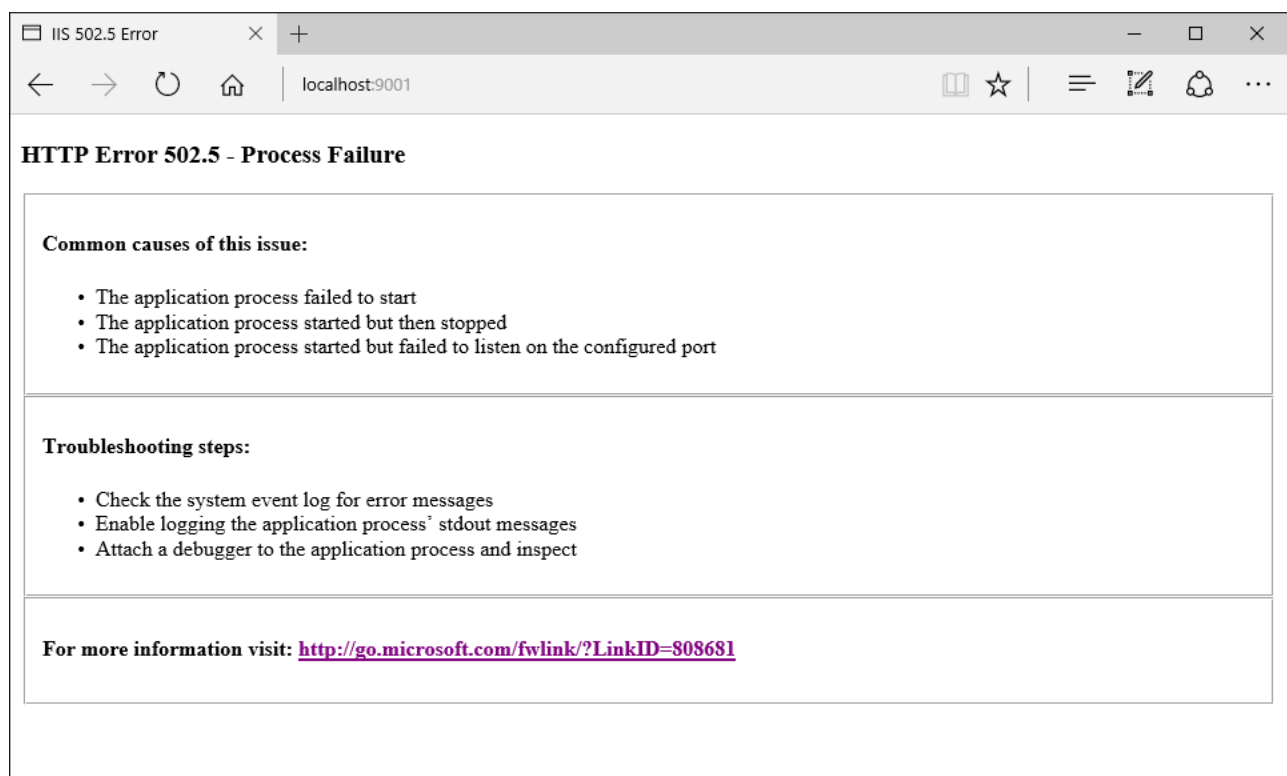 IIS 502.5 Error
localhost:9001
HTTP Error 502.5 - Process Failure
Common causes of this issue:
• The application process failed to start
• The application process started but then stopped
• The application process started but failed to listen on the configured port
Troubleshooting steps:
• Check the system event log for error messages
• Enable logging the application process’ stdout messages
• Attach a debugger to the application process and inspect
For more information visit: http://go.microsoft.com/fwlink/?LinkID=808681